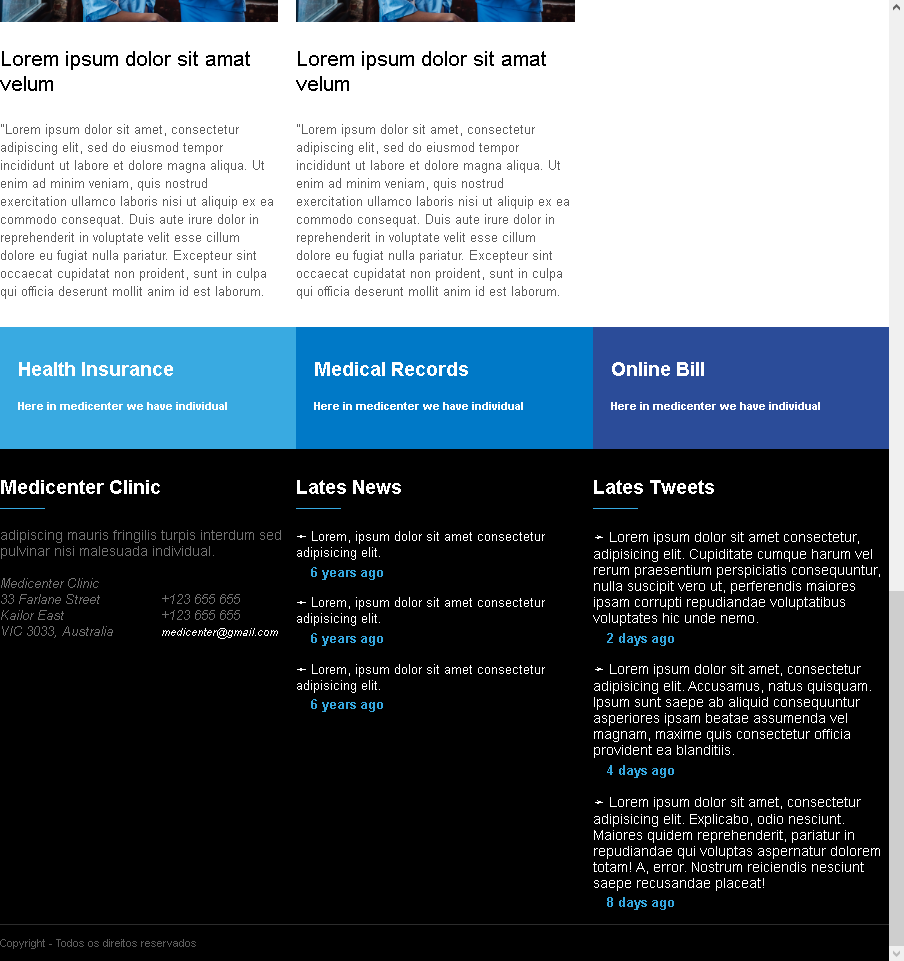 Lorem ipsum dolor sit amat
velum
"Lorem ipsum dolor sit amet, consectetur
adipiscing elit, sed do eiusmod tempor
incididunt ut labore et dolore magna aliqua. Ut
enim ad minim veniam, quis nostrud
exercitation ullamco laboris nisi ut aliquip ex ea
commodo consequat. Duis aute irure dolor in
reprehenderit in voluptate velit esse cillum
dolore eu fugiat nulla pariatur. Excepteur sint
occaecat cupidatat non proident, sunt in culpa
qui officia deserunt mollit anim id est laborum.
Lorem ipsum dolor sit amat
velum
"Lorem ipsum dolor sit amet, consectetur
adipiscing elit, sed do eiusmod tempor
incididunt ut labore et dolore magna aliqua. Ut
enim ad minim veniam, quis nostrud
exercitation ullamco laboris nisi ut aliquip ex ea
commodo consequat. Duis aute irure dolor in
reprehenderit in voluptate velit esse cillum
dolore eu fugiat nulla pariatur. Excepteur sint
occaecat cupidatat non proident, sunt in culpa
qui officia deserunt mollit anim id est laborum.
Health Insurance
Here in medicenter we have individual
Medical Records
Here in medicenter we have individual
Online Bill
Here in medicenter we have individual
Medicenter Clinic
adipiscing mauris fringilis turpis interdum sed
pulvinar nisi malesuada individual.
Medicenter Clinic
33 Farlane Street
Kailor East
VIC 3033, Australia
+123 655 655
+123 655 655
medicenter@gmail.com
Lates News
Lorem, ipsum dolor sit amet consectetur
adipisicing elit.
6 years ago
Lorem, ipsum dolor sit amet consectetur
adipisicing elit.
6 years ago
Lorem, ipsum dolor sit amet consectetur
adipisicing elit.
6 years ago
Lates Tweets
Lorem ipsum dolor sit amet consectetur,
adipisicing elit. Cupiditate cumque harum vel
rerum praesentium perspiciatis consequuntur,
nulla suscipit vero ut, perferendis maiores
ipsam corrupti repudiandae voluptatibus
voluptates hic unde nemo.
2 days ago
Lorem ipsum dolor sit amet, consectetur
adipisicing elit. Accusamus, natus quisquam.
Ipsum sunt saepe ab aliquid consequuntur
asperiores ipsam beatae assumenda vel
magnam, maxime quis consectetur officia
provident ea blanditiis.
4 days ago
Lorem ipsum dolor sit amet, consectetur
adipisicing elit. Explicabo, odio nesciunt.
Maiores quidem reprehenderit, pariatur in
repudiandae qui voluptas aspernatur dolorem
totam! A, error. Nostrum reiciendis nesciunt
saepe recusandae placeat!
8 days ago
Copyright - Todos os direitos reservados